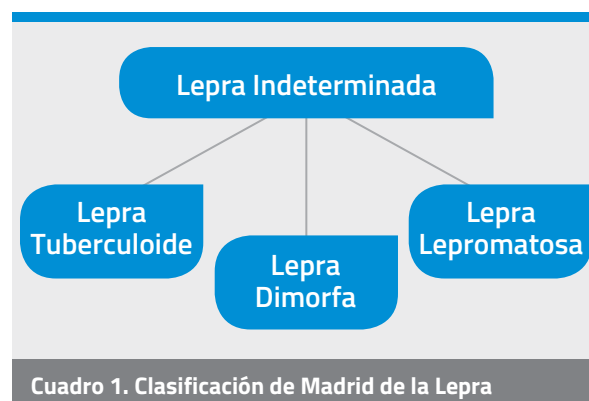 Lepra Indeterminada
Lepra
Tuberculoide
Lepra
Dimorfa
Lepra
Lepromatosa
Cuadro 1. Clasificación de Madrid de la Lepra